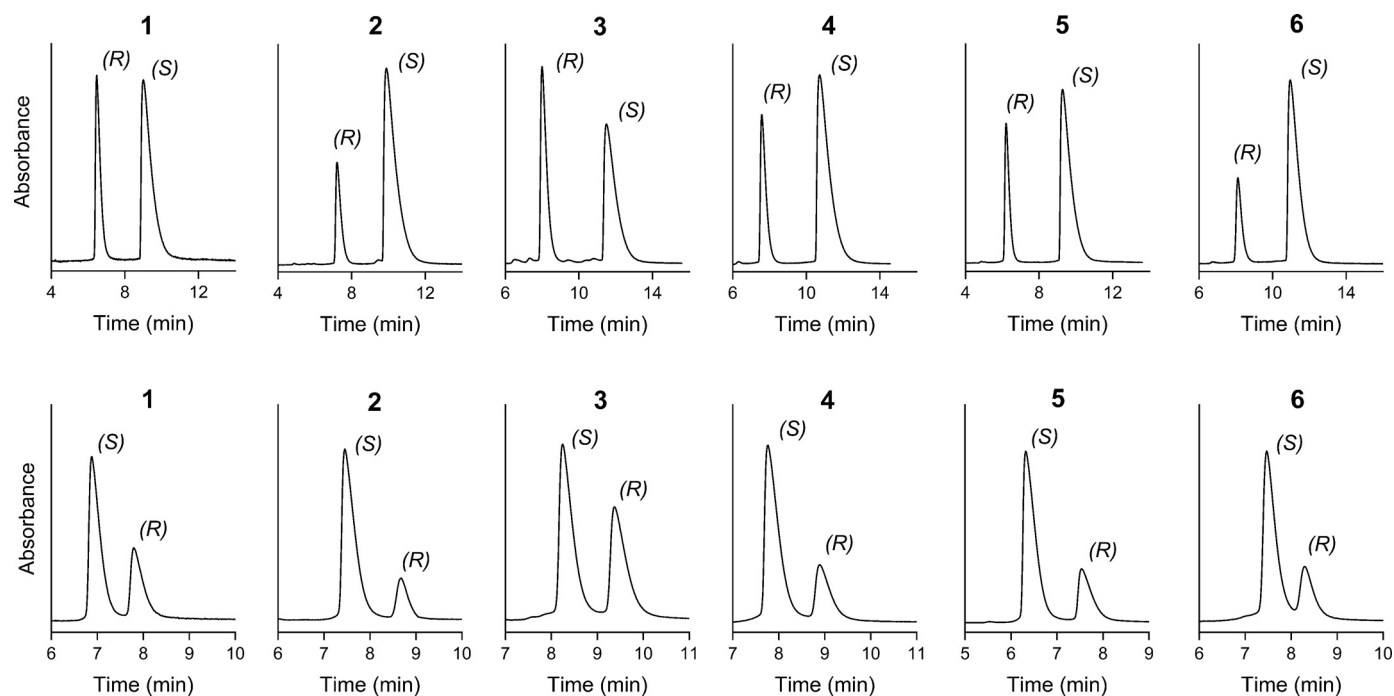 1 2 3 4 5 6
(R) (S) (R) (S) (R) (S) (R) (S) (R) (S) (R) (S)
Absorbance
4 8 12 4 8 12 6 8 10 12 14 6 8 10 12 14 4 8 12 6 10 14
Time (min) Time (min) Time (min) Time (min) Time (min) Time (min)
1 2 3 4 5 6
(S) (R) (S) (R) (S) (R) (S) (R) (S) (R) (S) (R)
Absorbance
6 7 8 9 10 6 7 8 9 10 7 8 9 10 11 7 8 9 10 11 5 6 7 8 9 6 7 8 9 10
Time (min) Time (min) Time (min) Time (min) Time (min) Time (min)